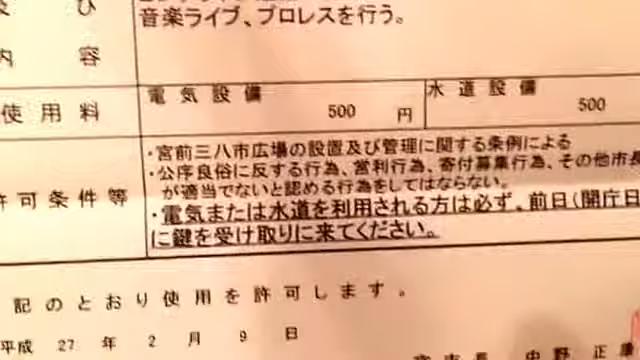 及 び
音楽ライブ、プロレスを行う。
内 容
使用料 電気設備 500 円 水道設備 500
許可条件等
・宮前三八市広場の設置及び管理に関する条例による
・公序良俗に反する行為、営利行為、寄付募集行為、その他市長
が適当でないと認める行為をしてはならない。
・電気または水道を利用される方は必ず、前日(開庁日
に鍵を受け取りに来てください。
記のとおり使用を許可します。
平成 27 年 2 月 9 日
中野 正